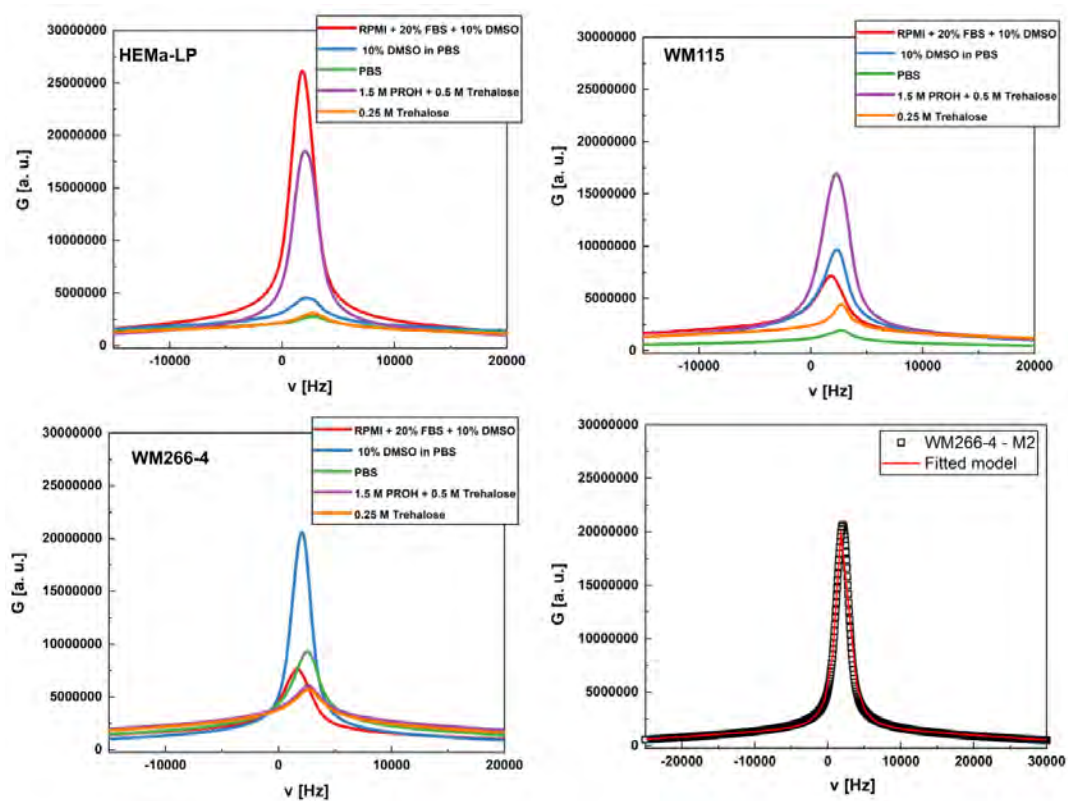 HEMa-LP
RPMI + 20% FBS + 10% DMSO
10% DMSO in PBS
PBS
1.5 M PROH + 0.5 M Trehalose
0.25 M Trehalose
30000000
25000000
20000000
15000000
10000000
5000000
0
G [a. u.]
-10000 0 10000 20000
v [Hz]
WM115
RPMI + 20% FBS + 10% DMSO
10% DMSO in PBS
PBS
1.5 M PROH + 0.5 M Trehalose
0.25 M Trehalose
30000000
25000000
20000000
15000000
10000000
5000000
0
G [a. u.]
-10000 0 10000 20000
v [Hz]
WM266-4
RPMI + 20% FBS + 10% DMSO
10% DMSO in PBS
PBS
1.5 M PROH + 0.5 M Trehalose
0.25 M Trehalose
30000000
25000000
20000000
15000000
10000000
5000000
0
G [a. u.]
-10000 0 10000 20000
v [Hz]
WM266-4 - M2
Fitted model
30000000
25000000
20000000
15000000
10000000
5000000
0
G [a. u.]
-20000 -10000 0 10000 20000 30000
v [Hz]